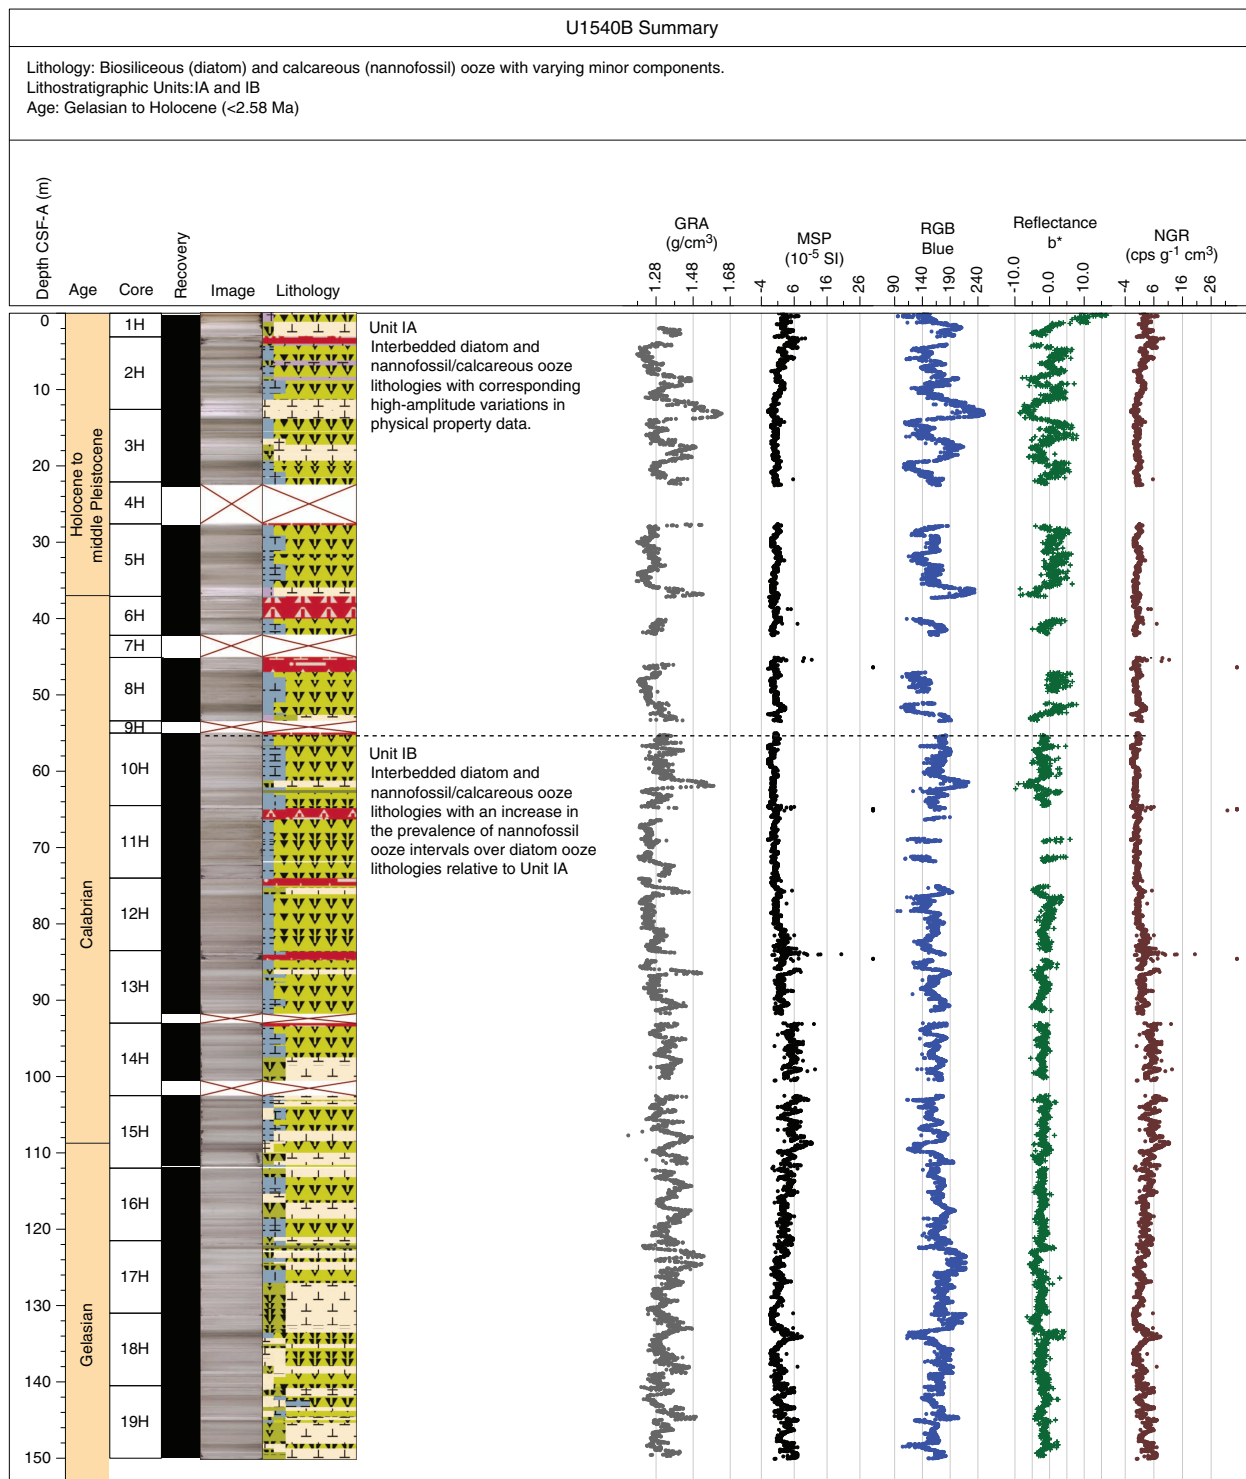 U1540B Summary
Lithology: Biosiliceous (diatom) and calcareous (nannofossil) ooze with varying minor components.
Lithostratigraphic Units:IA and IB
Age: Gelasian to Holocene (<2.58 Ma)
Depth CSF-A (m)
Age
Core
Recovery
Image
Lithology
GRA
(g/cm³)
1.28
1.48
1.68
MSP
(10⁻⁵ SI)
-4
6
16
26
RGB
Blue
90
140
190
240
Reflectance
b*
-10.0
0.0
10.0
NGR
(cps g⁻¹ cm³)
-4
6
16
26
0
10
20
30
40
50
60
70
80
90
100
110
120
130
140
150
Holocene to
middle Pleistocene
Calabrian
Gelasian
1H
2H
3H
4H
5H
6H
7H
8H
9H
10H
11H
12H
13H
14H
15H
16H
17H
18H
19H
Unit IA
Interbedded diatom and
nannofossil/calcareous ooze
lithologies with corresponding
high-amplitude variations in
physical property data.
Unit IB
Interbedded diatom and
nannofossil/calcareous ooze
lithologies with an increase in
the prevalence of nannofossil
ooze intervals over diatom ooze
lithologies relative to Unit IA